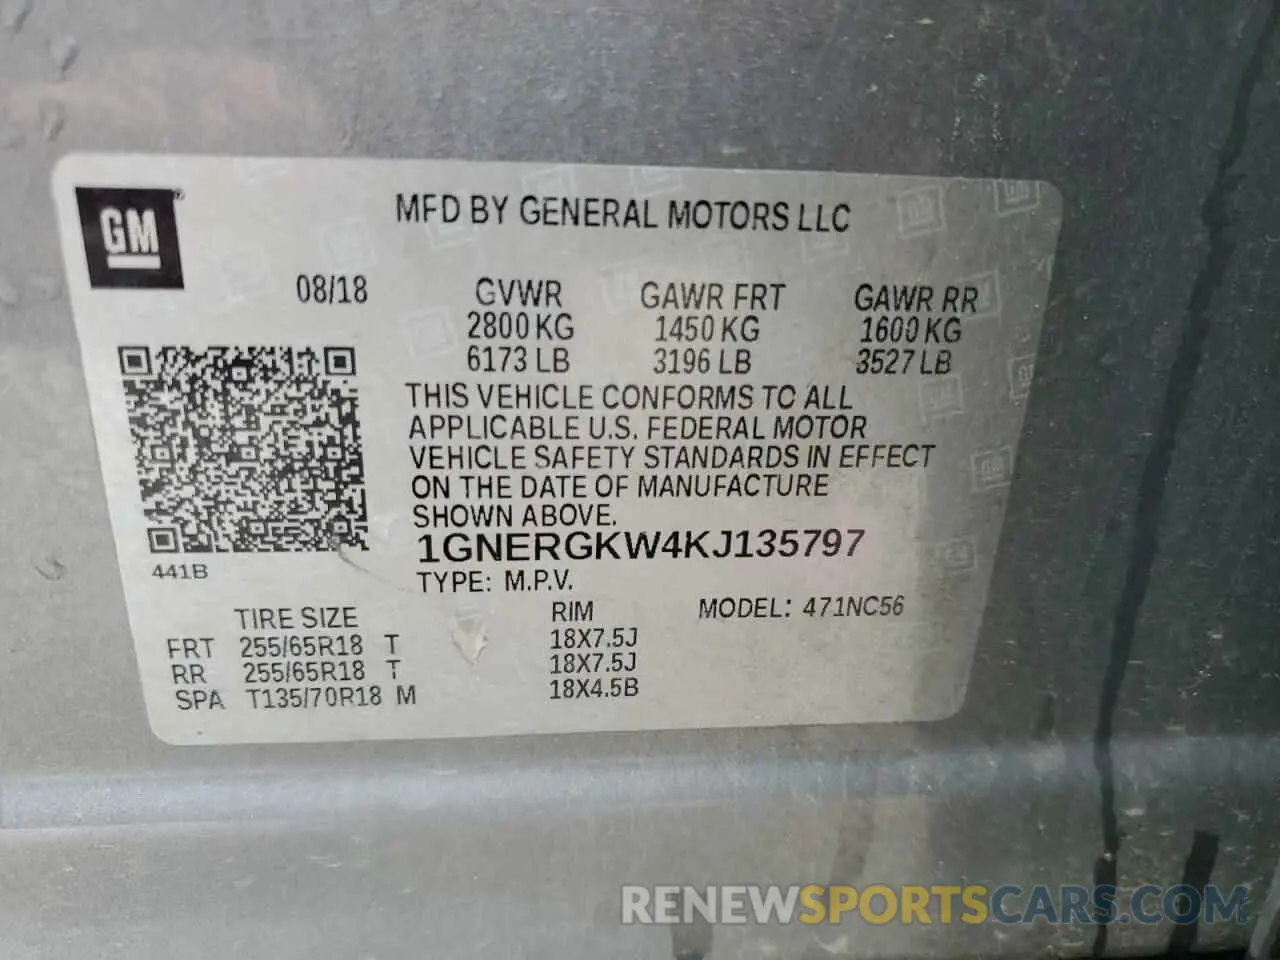 GM
MFD BY GENERAL MOTORS LLC
08/18 GVWR GAWR FRT GAWR RR
2800 KG 1450 KG 1600 KG
6173 LB 3196 LB 3527 LB
THIS VEHICLE CONFORMS TO ALL
APPLICABLE U.S. FEDERAL MOTOR
VEHICLE SAFETY STANDARDS IN EFFECT
ON THE DATE OF MANUFACTURE
SHOWN ABOVE.
1GNERGKW4KJ135797
441B
TYPE: M.P.V.
TIRE SIZE RIM MODEL: 471NC56
FRT 255/65R18 T 18X7.5J
RR 255/65R18 T 18X7.5J
SPA T135/70R18 M 18X4.5B
RENEWSPORTSCARS.COM